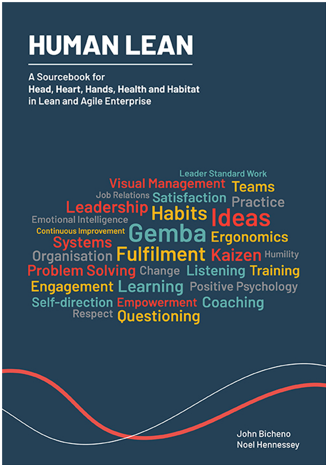 HUMAN LEAN
A Sourcebook for
Head, Heart, Hands, Health and Habitat
in Lean and Agile Enterprise
Leader Standard Work
Visual Management Teams
Job Relations Satisfaction Practice
Leadership Habits Ideas
Emotional Intelligence
Continuous Improvement Gemba Ergonomics
Systems
Organisation Fulfilment Kaizen Humility
Problem Solving Change Listening Training
Engagement Learning Positive Psychology
Self-direction Empowerment Coaching
Respect Questioning
John Bicheno
Noel Hennessey